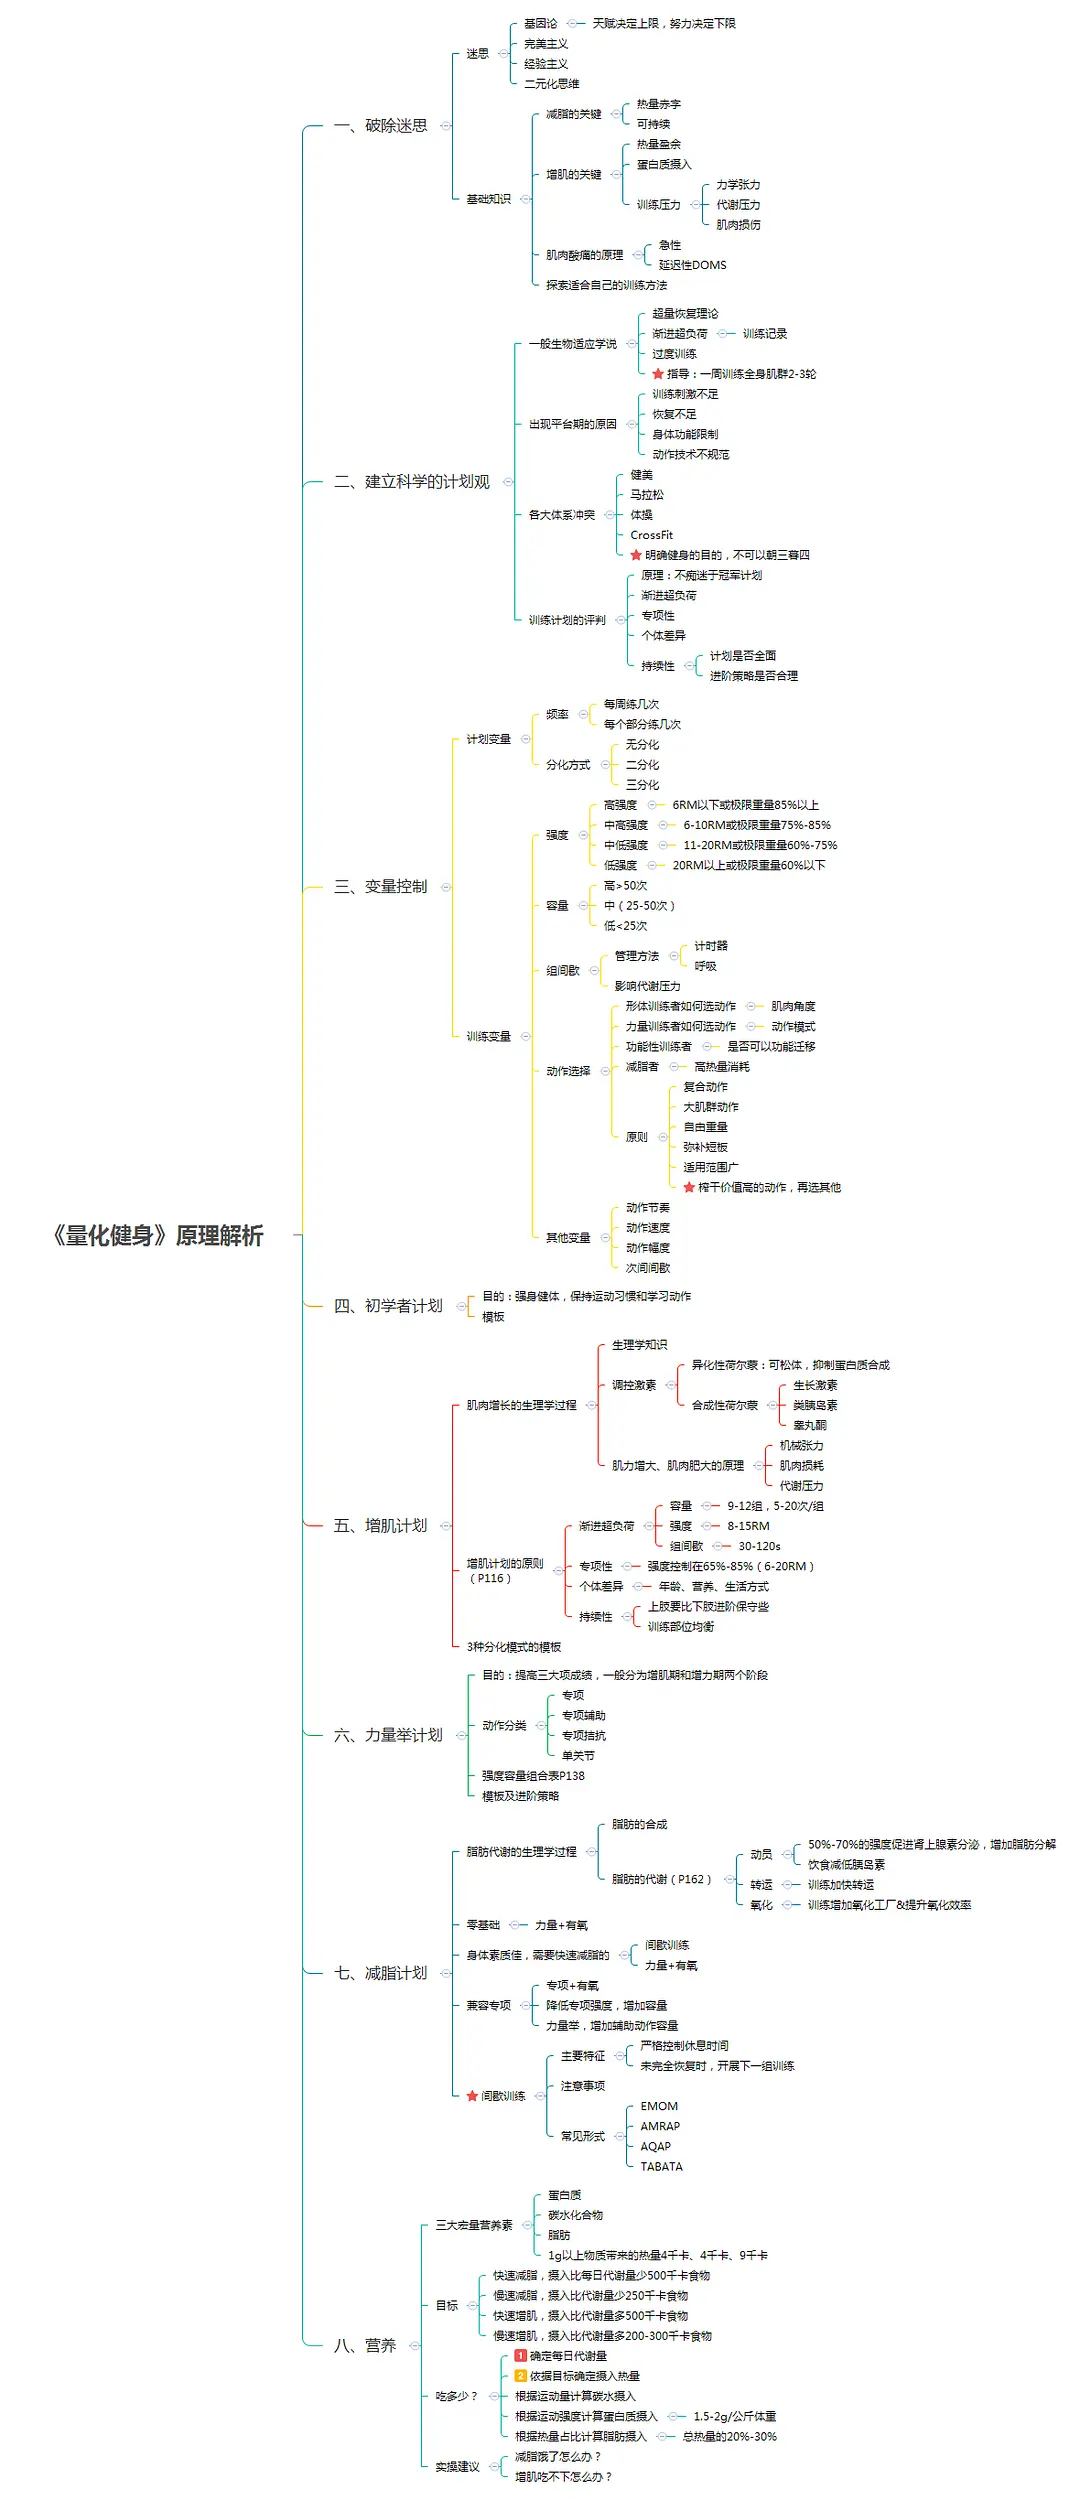 《量化健身》原理解析
一、破除迷思
迷思
基因论
天赋决定上限，努力决定下限
完美主义
经验主义
二元化思维
基础知识
减脂的关键
热量赤字
可持续
增肌的关键
热量盈余
蛋白质摄入
训练压力
力学张力
代谢压力
肌肉损伤
肌肉酸痛的原理
急性
延迟性DOMS
探索适合自己的训练方法
二、建立科学的计划观
一般生物适应学说
超量恢复理论
渐进超负荷
训练记录
过度训练
指导：一周训练全身肌群2-3轮
出现平台期的原因
训练刺激不足
恢复不足
身体功能限制
动作技术不规范
各大体系冲突
健美
马拉松
体操
CrossFit
明确健身的目的，不可以朝三暮四
训练计划的评判
原理：不痴迷于冠军计划
渐进超负荷
专项性
个体差异
持续性
计划是否全面
进阶策略是否合理
三、变量控制
计划变量
频率
每周练几次
每个部分练几次
分化方式
无分化
二分化
三分化
训练变量
强度
高强度
6RM以下或极限重量85%以上
中高强度
6-10RM或极限重量75%-85%
中低强度
11-20RM或极限重量60%-75%
低强度
20RM以上或极限重量60%以下
容量
高>50次
中（25-50次）
低<25次
组间歇
管理方法
计时器
呼吸
影响代谢压力
动作选择
形体训练者如何选动作
肌肉角度
力量训练者如何选动作
动作模式
功能性训练者
是否可以功能迁移
减脂者
高热量消耗
原则
复合动作
大肌群动作
自由重量
弥补短板
适用范围广
榨干价值高的动作，再选其他
其他变量
动作节奏
动作速度
动作幅度
次间间歇
四、初学者计划
目的：强身健体，保持运动习惯和学习动作
模板
五、增肌计划
肌肉增长的生理学过程
生理学知识
调控激素
异化性荷尔蒙：可松体，抑制蛋白质合成
合成性荷尔蒙
生长激素
类胰岛素
睾丸酮
肌力增大、肌肉肥大的原理
机械张力
肌肉损耗
代谢压力
增肌计划的原则
（P116）
渐进超负荷
容量
9-12组，5-20次/组
强度
8-15RM
组间歇
30-120s
专项性
强度控制在65%-85%（6-20RM）
个体差异
年龄、营养、生活方式
持续性
上肢要比下肢进阶保守些
训练部位均衡
3种分化模式的模板
六、力量举计划
目的：提高三大项成绩，一般分为增肌期和增力期两个阶段
动作分类
专项
专项辅助
专项拮抗
单关节
强度容量组合表P138
模板及进阶策略
七、减脂计划
脂肪代谢的生理学过程
脂肪的合成
脂肪的代谢（P162）
动员
50%-70%的强度促进肾上腺素分泌，增加脂肪分解
饮食减低胰岛素
转运
训练加快转运
氧化
训练增加氧化工厂&提升氧化效率
零基础
力量+有氧
身体素质佳，需要快速减脂的
间歇训练
力量+有氧
兼容专项
专项+有氧
降低专项强度，增加容量
力量举，增加辅助动作容量
间歇训练
主要特征
严格控制休息时间
未完全恢复时，开展下一组训练
注意事项
常见形式
EMOM
AMRAP
AQAP
TABATA
八、营养
三大宏量营养素
蛋白质
碳水化合物
脂肪
1g以上物质带来的热量4千卡、4千卡、9千卡
目标
快速减脂，摄入比每日代谢量少500千卡食物
慢速减脂，摄入比代谢量少250千卡食物
快速增肌，摄入比代谢量多500千卡食物
慢速增肌，摄入比代谢量多200-300千卡食物
吃多少？
1 确定每日代谢量
2 依据目标确定摄入热量
根据运动量计算碳水摄入
根据运动强度计算蛋白质摄入
1.5-2g/公斤体重
根据热量占比计算脂肪摄入
总热量的20%-30%
实操建议
减脂饿了怎么办？
增肌吃不下怎么办？